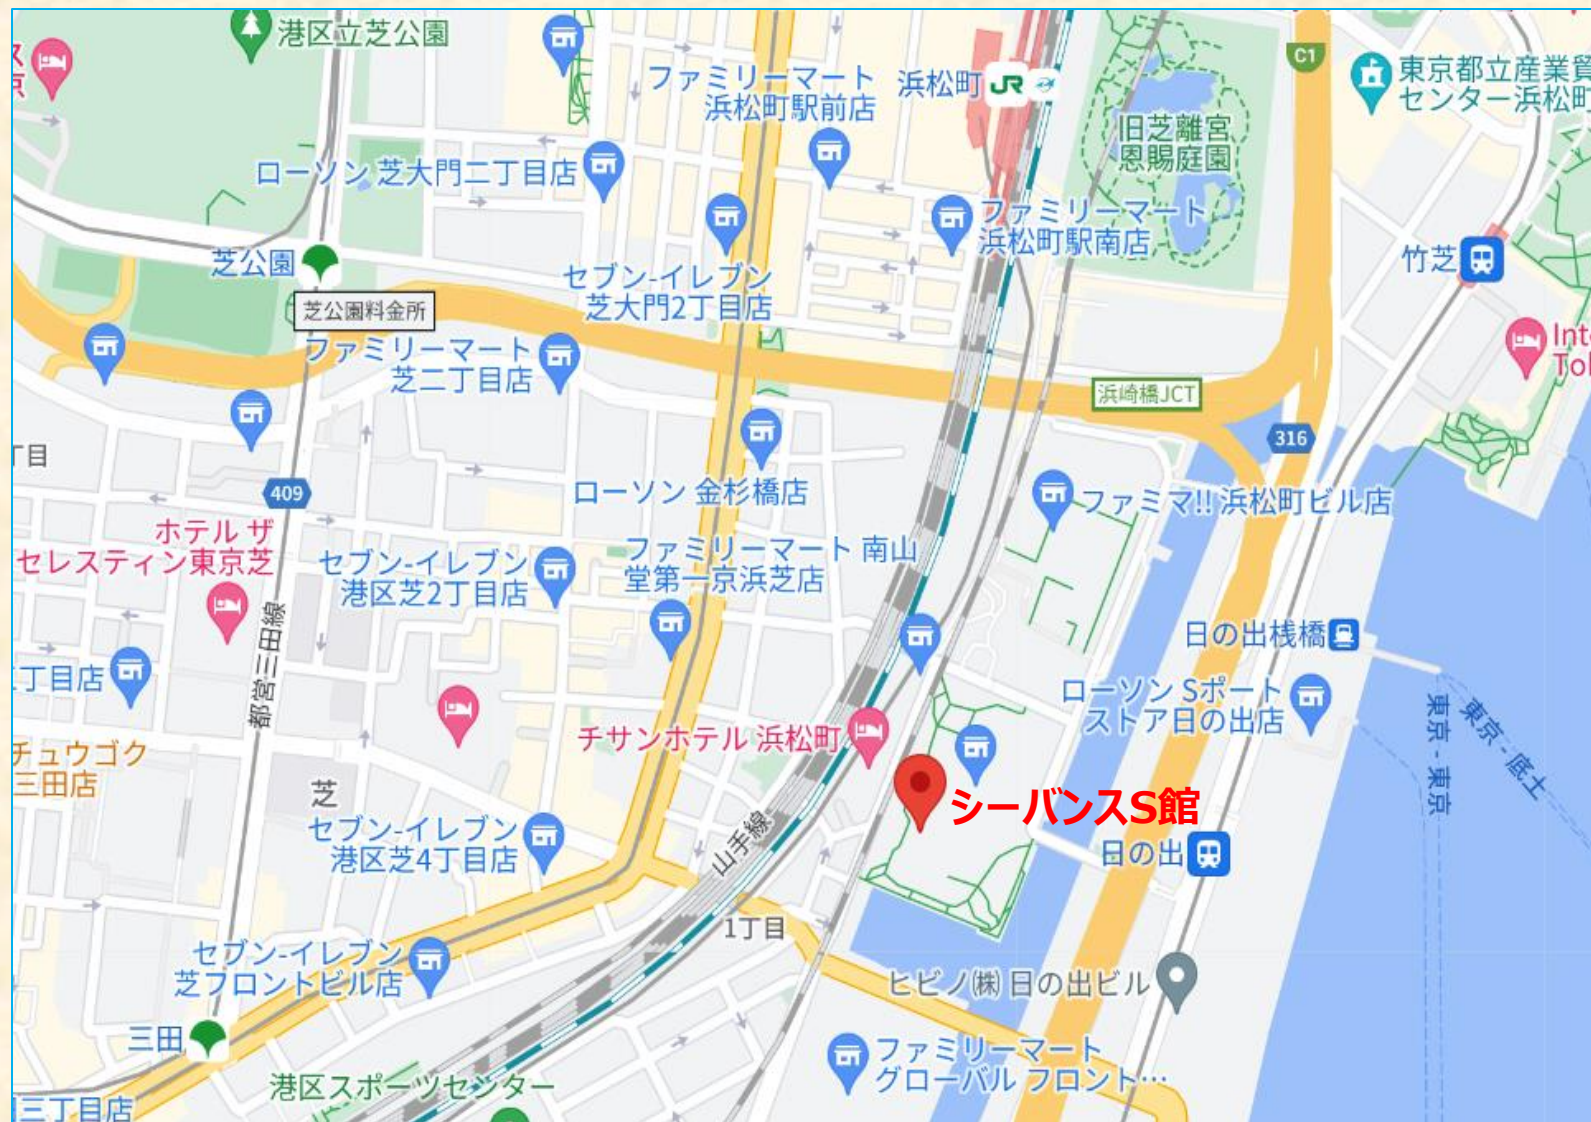 港区立芝公園
ファミリーマート
浜松町駅前店
浜松町
JR
C1
東京都立産業貿
センター浜松町
京
旧芝離宮
恩賜庭園
ローソン 芝大門二丁目店
ファミリーマート
浜松町駅南店
芝公園
竹芝
セブン-イレブン
芝大門2丁目店
芝公園料金所
ファミリーマート
芝二丁目店
Int
Tol
浜崎橋JCT
316
丁目
409
ローソン 金杉橋店
ファミマ!! 浜松町ビル店
ホテル ザ
セレスティン東京芝
セブン-イレブン
港区芝2丁目店
ファミリーマート 南山
堂第一京浜芝店
都営三田線
日の出桟橋
丁目店
ローソン Sポート
ストア日の出店
東京 - 東京
東京 - 底土
チサンホテル 浜松町
チュウゴク
三田店
芝
シーバンスS館
セブン-イレブン
港区芝4丁目店
山手線
日の出
1丁目
セブン-イレブン
芝フロントビル店
ヒビノ㈱ 日の出ビル
三田
ファミリーマート
グローバル フロント…
港区スポーツセンター
三丁目店